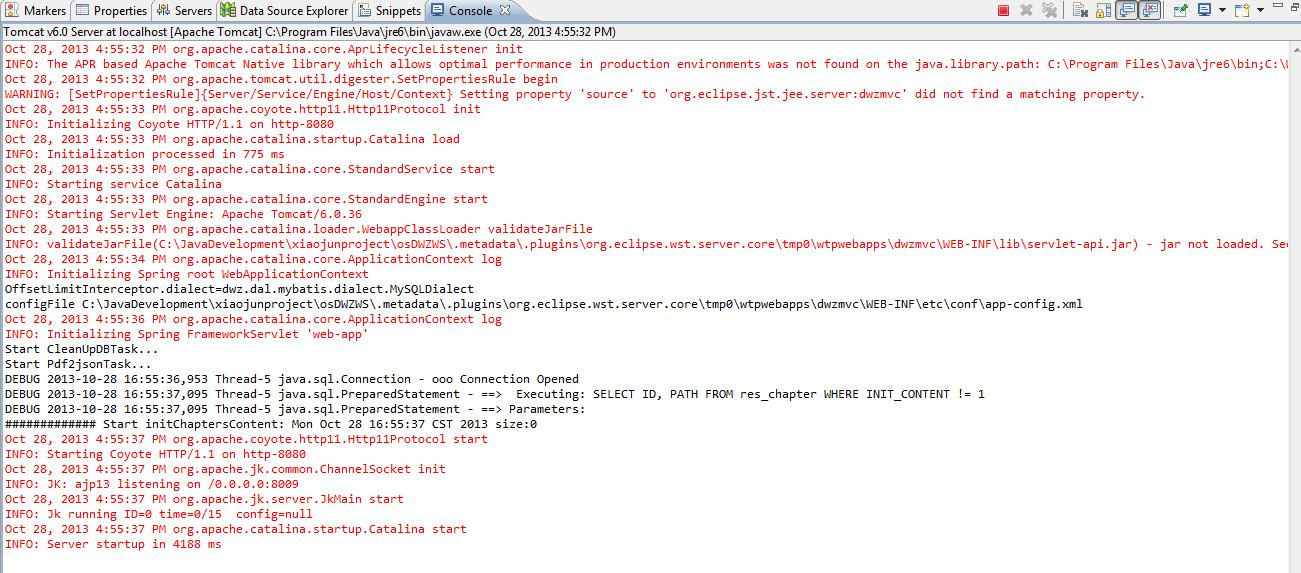 Markers Properties Servers Data Source Explorer Snippets Console
Tomcat v6.0 Server at localhost [Apache Tomcat] C:\Program Files\Java\jre6\bin\javaw.exe (Oct 28, 2013 4:55:32 PM)
Oct 28, 2013 4:55:32 PM org.apache.catalina.core.AprLifecycleListener init
INFO: The APR based Apache Tomcat Native library which allows optimal performance in production environments was not found on the java.library.path: C:\Program Files\Java\jre6\bin;C:\
Oct 28, 2013 4:55:32 PM org.apache.tomcat.util.digester.SetPropertiesRule begin
WARNING: [SetPropertiesRule]{Server/Service/Engine/Host/Context} Setting property 'source' to 'org.eclipse.jst.jee.server:dwzmvc' did not find a matching property.
Oct 28, 2013 4:55:33 PM org.apache.coyote.http11.Http11Protocol init
INFO: Initializing Coyote HTTP/1.1 on http-8080
Oct 28, 2013 4:55:33 PM org.apache.catalina.startup.Catalina load
INFO: Initialization processed in 775 ms
Oct 28, 2013 4:55:33 PM org.apache.catalina.core.StandardService start
INFO: Starting service Catalina
Oct 28, 2013 4:55:33 PM org.apache.catalina.core.StandardEngine start
INFO: Starting Servlet Engine: Apache Tomcat/6.0.36
Oct 28, 2013 4:55:33 PM org.apache.catalina.loader.WebappClassLoader validateJarFile
INFO: validateJarFile(C:\JavaDevelopment\xiaojunproject\osDWZWS\.metadata\.plugins\org.eclipse.wst.server.core\tmp0\wtpwebapps\dwzmvc\WEB-INF\lib\servlet-api.jar) - jar not loaded. See
Oct 28, 2013 4:55:34 PM org.apache.catalina.core.ApplicationContext log
INFO: Initializing Spring root WebApplicationContext
OffsetLimitInterceptor.dialect=dwz.dal.mybatis.dialect.MySQLDialect
configFile C:\JavaDevelopment\xiaojunproject\osDWZWS\.metadata\.plugins\org.eclipse.wst.server.core\tmp0\wtpwebapps\dwzmvc\WEB-INF\etc\conf\app-config.xml
Oct 28, 2013 4:55:36 PM org.apache.catalina.core.ApplicationContext log
INFO: Initializing Spring FrameworkServlet 'web-app'
Start CleanUpDBTask...
Start Pdf2jsonTask...
DEBUG 2013-10-28 16:55:36,953 Thread-5 java.sql.Connection - ooo Connection Opened
DEBUG 2013-10-28 16:55:37,095 Thread-5 java.sql.PreparedStatement - ==>  Executing: SELECT ID, PATH FROM res_chapter WHERE INIT_CONTENT != 1
DEBUG 2013-10-28 16:55:37,095 Thread-5 java.sql.PreparedStatement - ==> Parameters:
############# Start initChaptersContent: Mon Oct 28 16:55:37 CST 2013 size:0
Oct 28, 2013 4:55:37 PM org.apache.coyote.http11.Http11Protocol start
INFO: Starting Coyote HTTP/1.1 on http-8080
Oct 28, 2013 4:55:37 PM org.apache.jk.common.ChannelSocket init
INFO: JK: ajp13 listening on /0.0.0.0:8009
Oct 28, 2013 4:55:37 PM org.apache.jk.server.JkMain start
INFO: Jk running ID=0 time=0/15  config=null
Oct 28, 2013 4:55:37 PM org.apache.catalina.startup.Catalina start
INFO: Server startup in 4188 ms